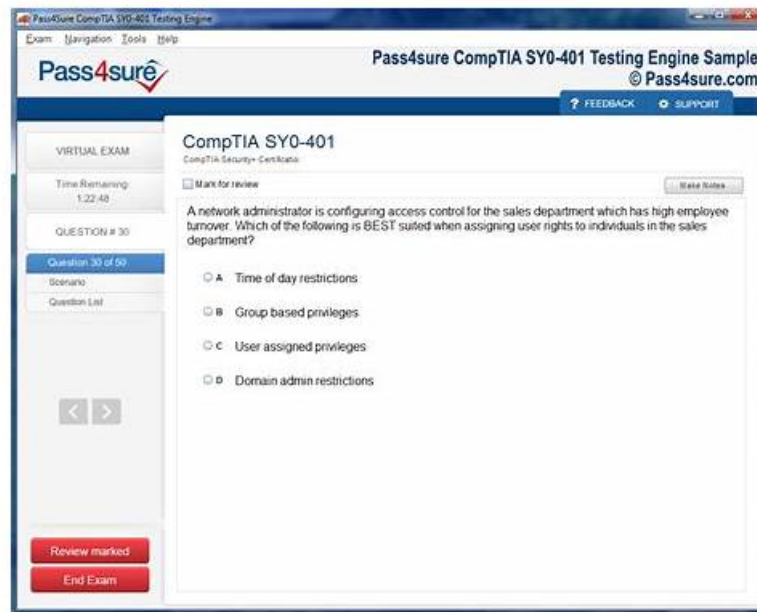 Pass4Sure CompTIA SY0-401 Testing Engine
Exam Navigation Tools Help
Pass4surê
Pass4sure CompTIA SY0-401 Testing Engine Sample
© Pass4sure.com
? FEEDBACK SUPPORT
VIRTUAL EXAM
Time Remaining
1:22:48
QUESTION # 30
Question 30 of 50
Scenario
Question List
Review marked
End Exam
CompTIA SY0-401
CompTIA Security+ Certificatio
Mark for review
Make Notes
A network administrator is configuring access control for the sales department which has high employee
turnover. Which of the following is BEST suited when assigning user rights to individuals in the sales
department?
A Time of day restrictions
B Group based privileges
C User assigned privileges
D Domain admin restrictions